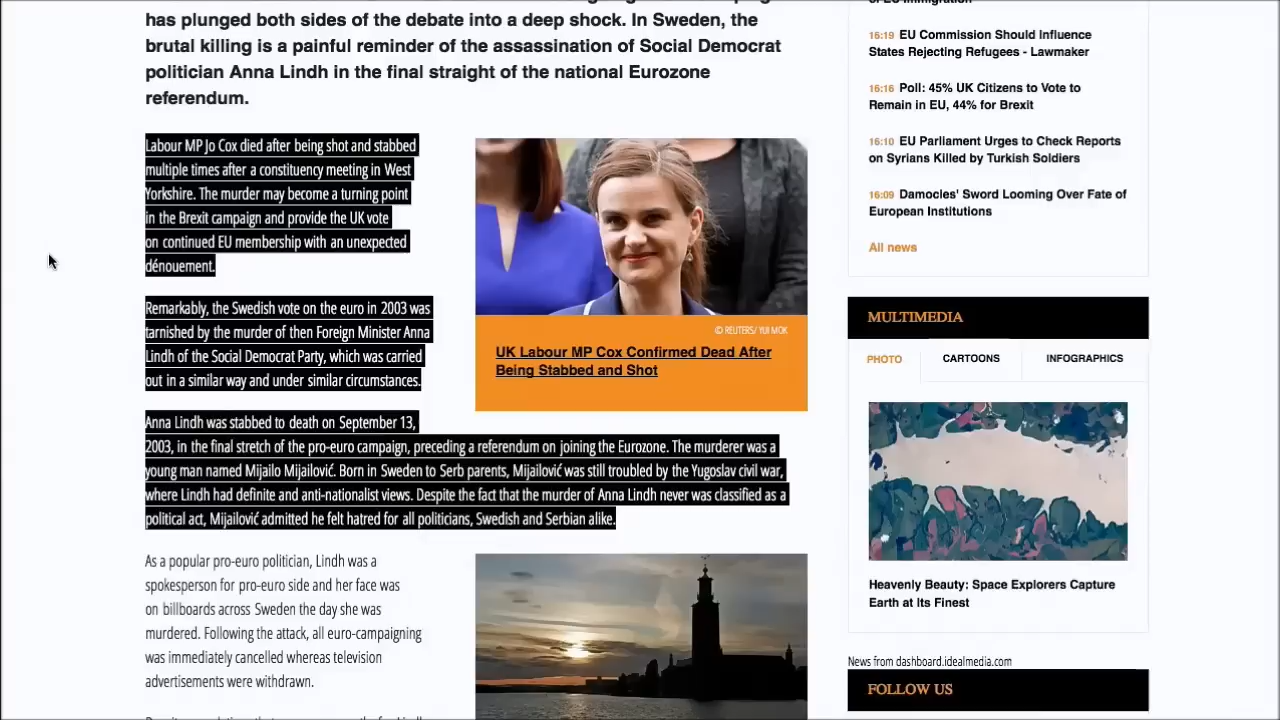 has plunged both sides of the debate into a deep shock. In Sweden, the
brutal killing is a painful reminder of the assassination of Social Democrat
politician Anna Lindh in the final straight of the national Eurozone
referendum.
Labour MP Jo Cox died after being shot and stabbed
multiple times after a constituency meeting in West
Yorkshire. The murder may become a turning point
in the Brexit campaign and provide the UK vote
on continued EU membership with an unexpected
dénouement.
Remarkably, the Swedish vote on the euro in 2003 was
tarnished by the murder of then Foreign Minister Anna
Lindh of the Social Democrat Party, which was carried
out in a similar way and under similar circumstances.
Anna Lindh was stabbed to death on September 13,
2003, in the final stretch of the pro-euro campaign, preceding a referendum on joining the Eurozone. The murderer was a
young man named Mijailo Mijailović. Born in Sweden to Serb parents, Mijailović was still troubled by the Yugoslav civil war,
where Lindh had definite and anti-nationalist views. Despite the fact that the murder of Anna Lindh never was classified as a
political act, Mijailović admitted he felt hatred for all politicians, Swedish and Serbian alike.
As a popular pro-euro politician, Lindh was a
spokesperson for pro-euro side and her face was
on billboards across Sweden the day she was
murdered. Following the attack, all euro-campaigning
was immediately cancelled whereas television
advertisements were withdrawn.
© REUTERS/ YUI MOK
UK Labour MP Cox Confirmed Dead After
Being Stabbed and Shot
16:19 EU Commission Should Influence
States Rejecting Refugees - Lawmaker
16:16 Poll: 45% UK Citizens to Vote to
Remain in EU, 44% for Brexit
16:10 EU Parliament Urges to Check Reports
on Syrians Killed by Turkish Soldiers
16:09 Damocles' Sword Looming Over Fate of
European Institutions
All news
MULTIMEDIA
PHOTO CARTOONS INFOGRAPHICS
Heavenly Beauty: Space Explorers Capture
Earth at Its Finest
News from dashboard.idealmedia.com
FOLLOW US